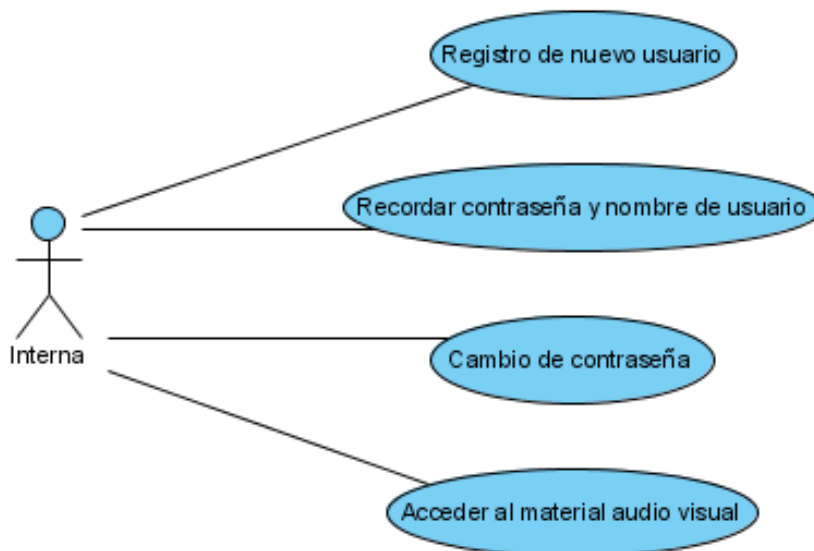 Registro de nuevo usuario
Recordar contraseña y nombre de usuario
Interna
Cambio de contraseña
Acceder al material audio visual